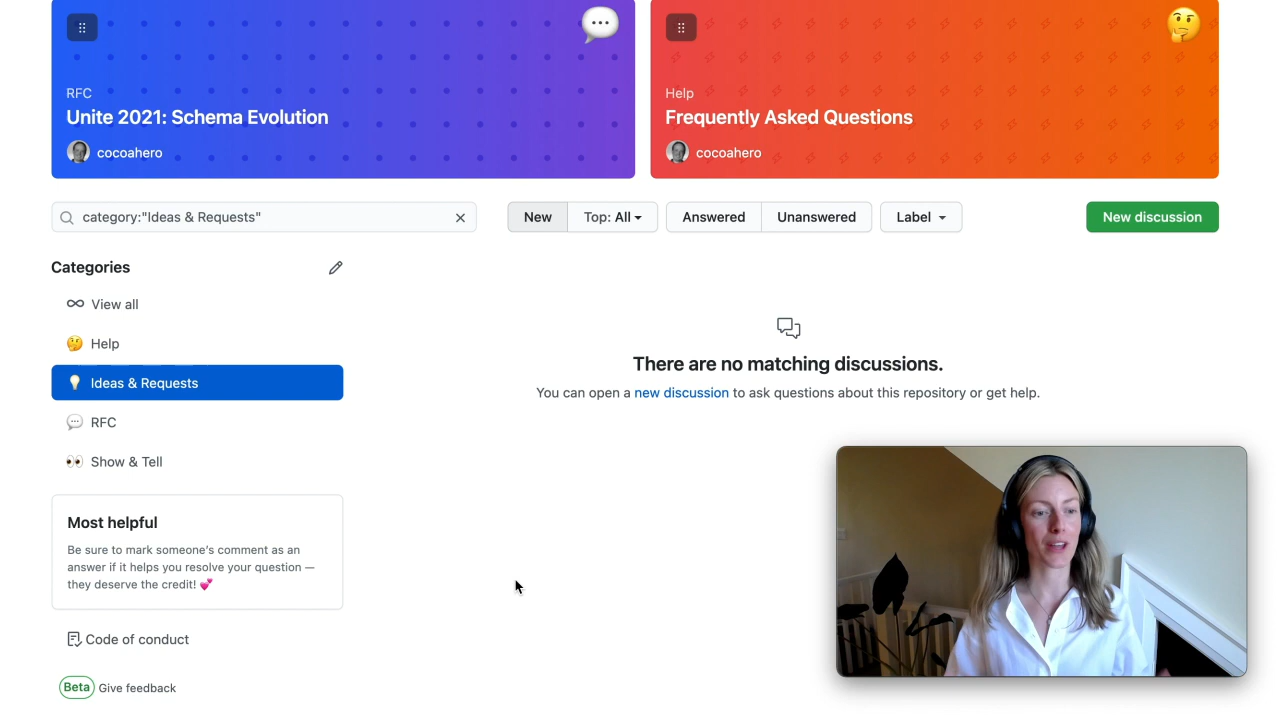 RFC
Unite 2021: Schema Evolution
cocoahero
Help
Frequently Asked Questions
cocoahero
category:"Ideas & Requests"
New
Top: All
Answered
Unanswered
Label
New discussion
Categories
View all
Help
Ideas & Requests
RFC
Show & Tell
Most helpful
Be sure to mark someone's comment as an
answer if it helps you resolve your question —
they deserve the credit! 💕
Code of conduct
Beta Give feedback
There are no matching discussions.
You can open a new discussion to ask questions about this repository or get help.